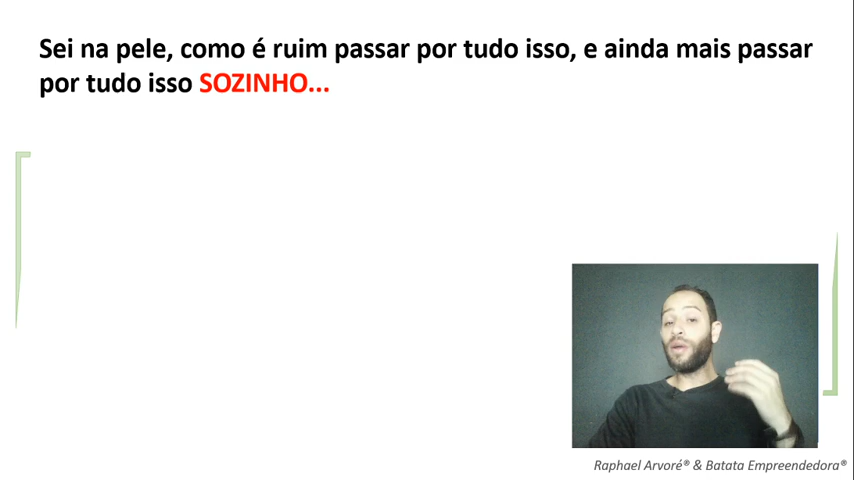 Sei na pele, como é ruim passar por tudo isso, e ainda mais passar
por tudo isso SOZINHO...
Raphael Arvoré® & Batata Empreendedora®